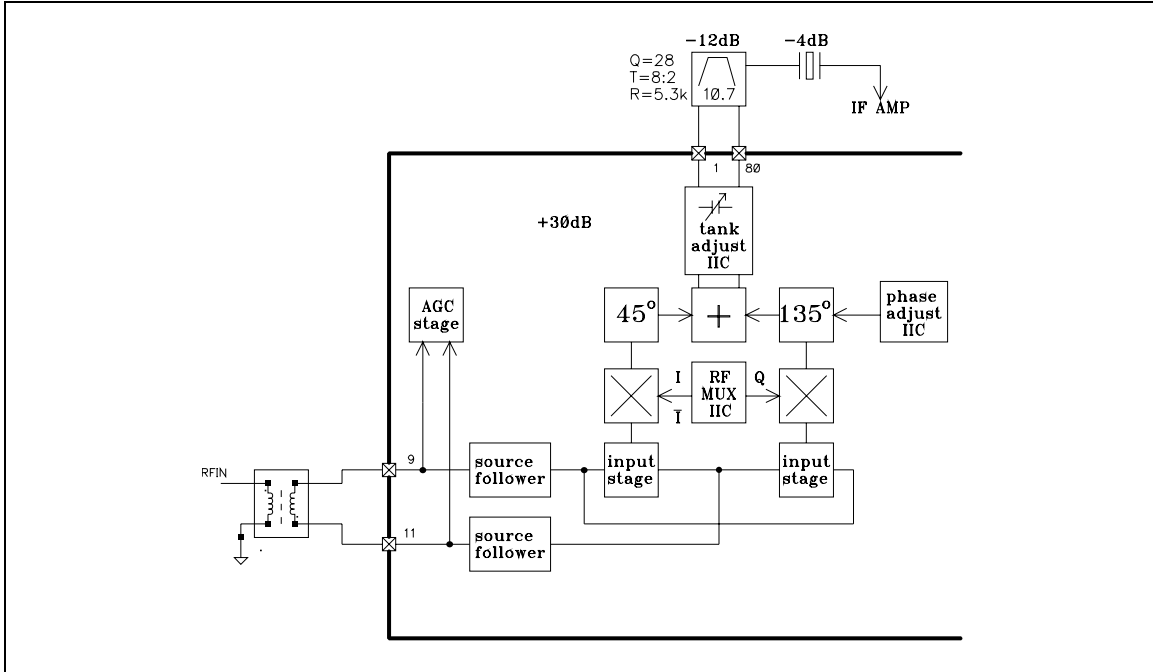 -12dB
-4dB
Q=28
T=8:2
R=5.3k
10.7
IF AMP
1
80
+30dB
tank
adjust
IIC
AGC
stage
45°
+
135°
phase
adjust
IIC
I
RF
MUX
IIC
Q
Ī
9
RFIN
source
follower
input
stage
input
stage
11
source
follower